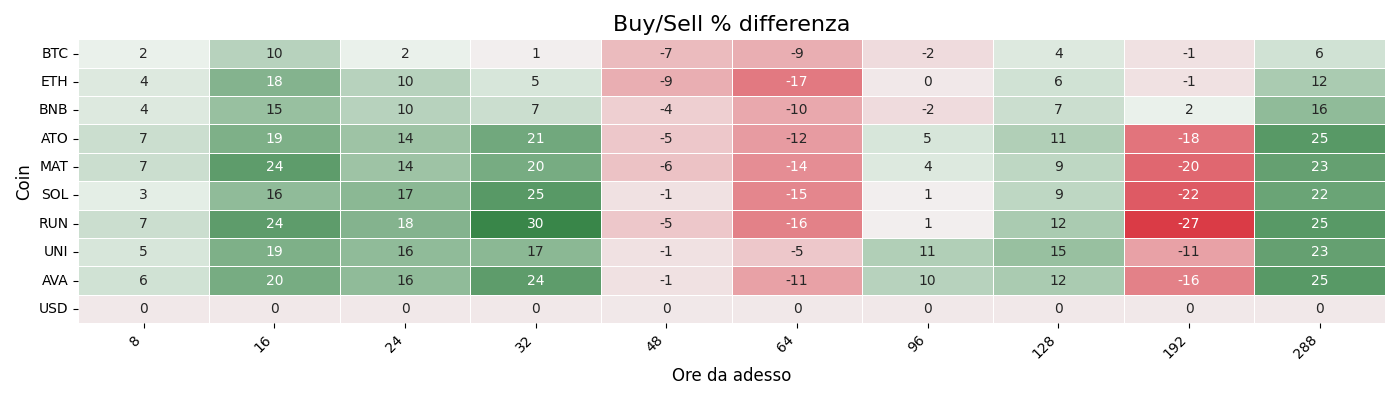 Buy/Sell % differenza
Coin
BTC 2 10 2 1 -7 -9 -2 4 -1 6
ETH 4 18 10 5 -9 -17 0 6 -1 12
BNB 4 15 10 7 -4 -10 -2 7 2 16
ATO 7 19 14 21 -5 -12 5 11 -18 25
MAT 7 24 14 20 -6 -14 4 9 -20 23
SOL 3 16 17 25 -1 -15 1 9 -22 22
RUN 7 24 18 30 -5 -16 1 12 -27 25
UNI 5 19 16 17 -1 -5 11 15 -11 23
AVA 6 20 16 24 -1 -11 10 12 -16 25
USD 0 0 0 0 0 0 0 0 0 0
8 16 24 32 48 64 96 128 192 288
Ore da adesso